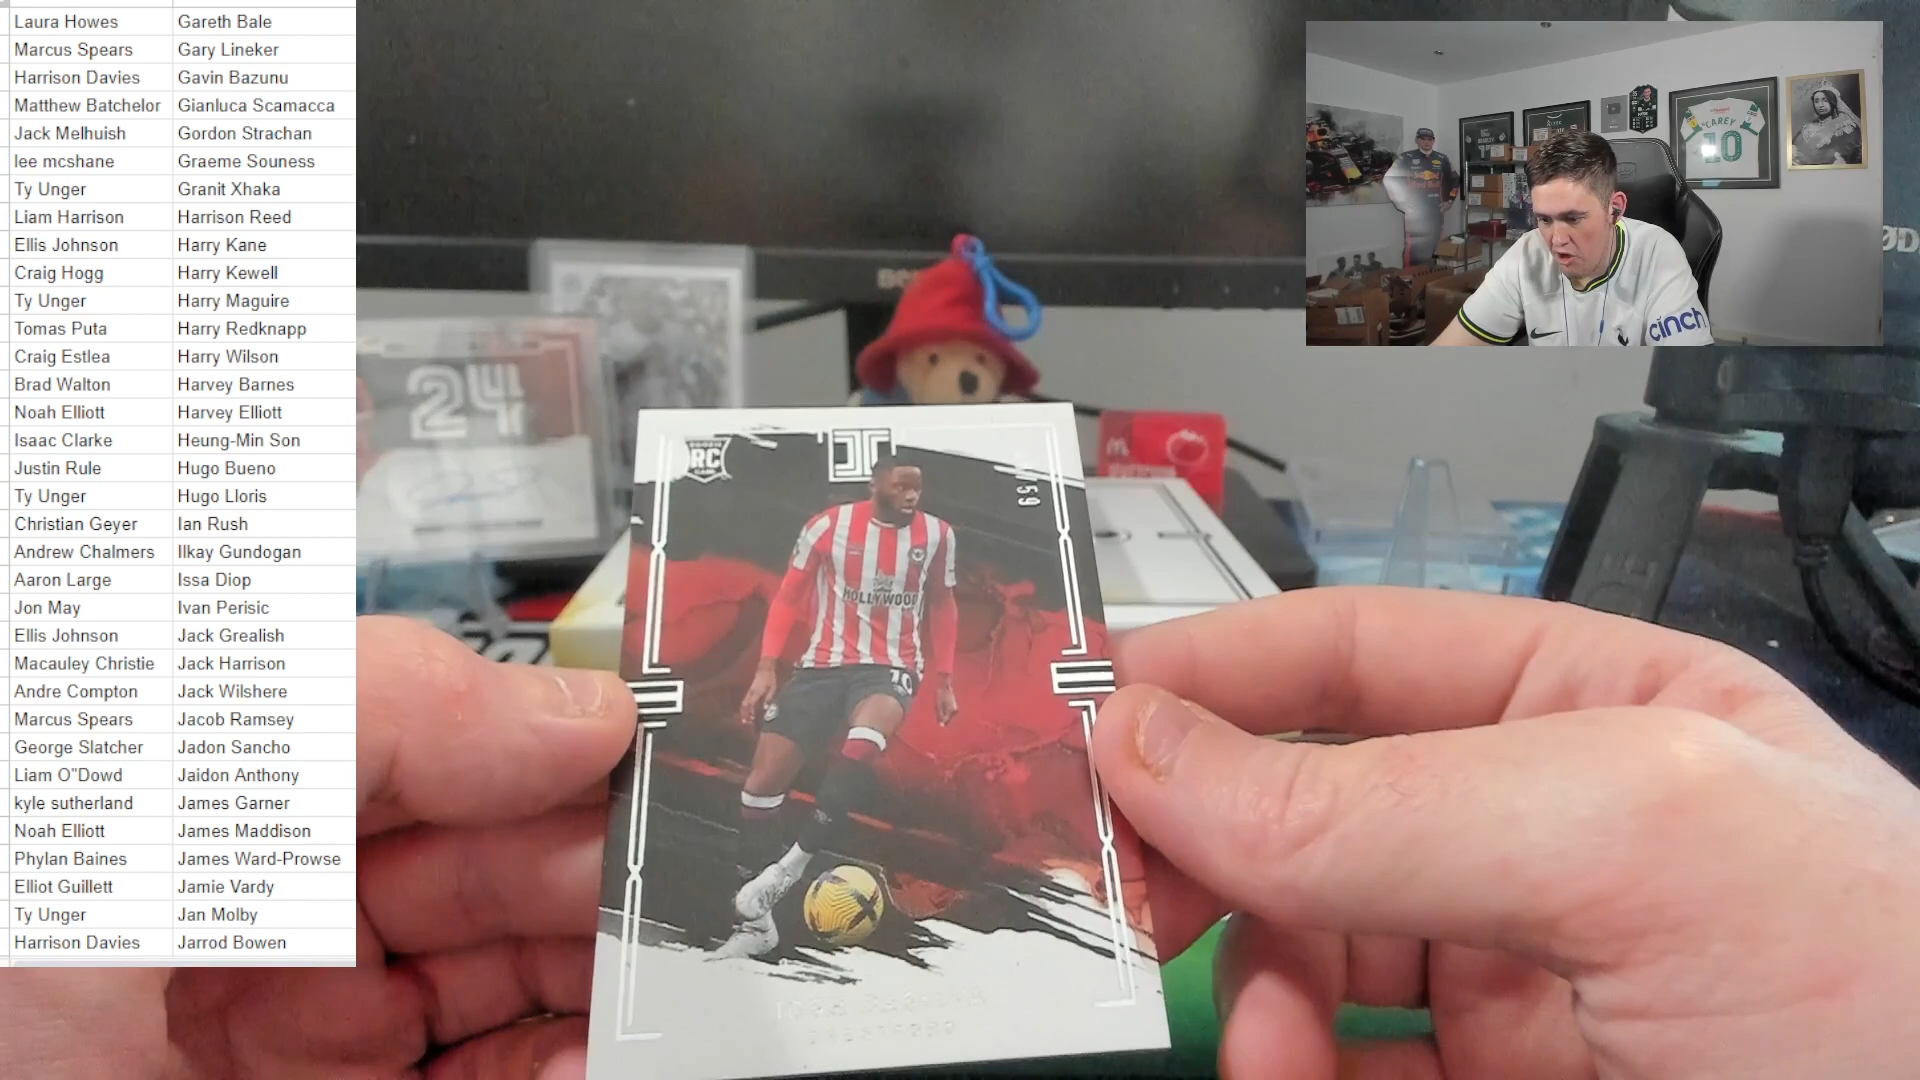 Laura Howes Gareth Bale
Marcus Spears Gary Lineker
Harrison Davies Gavin Bazunu
Matthew Batchelor Gianluca Scamacca
Jack Melhuish Gordon Strachan
lee mcshane Graeme Souness
Ty Unger Granit Xhaka
Liam Harrison Harrison Reed
Ellis Johnson Harry Kane
Craig Hogg Harry Kewell
Ty Unger Harry Maguire
Tomas Puta Harry Redknapp
Craig Estlea Harry Wilson
Brad Walton Harvey Barnes
Noah Elliott Harvey Elliott
Isaac Clarke Heung-Min Son
Justin Rule Hugo Bueno
Ty Unger Hugo Lloris
Christian Geyer Ian Rush
Andrew Chalmers Ilkay Gundogan
Aaron Large Issa Diop
Jon May Ivan Perisic
Ellis Johnson Jack Grealish
Macauley Christie Jack Harrison
Andre Compton Jack Wilshere
Marcus Spears Jacob Ramsey
George Slatcher Jadon Sancho
Liam O"Dowd Jaidon Anthony
kyle sutherland James Garner
Noah Elliott James Maddison
Phylan Baines James Ward-Prowse
Elliot Guillett Jamie Vardy
Ty Unger Jan Molby
Harrison Davies Jarrod Bowen
CAREY
10
cinch
24
RC
/59
HOLLYWOOD
10